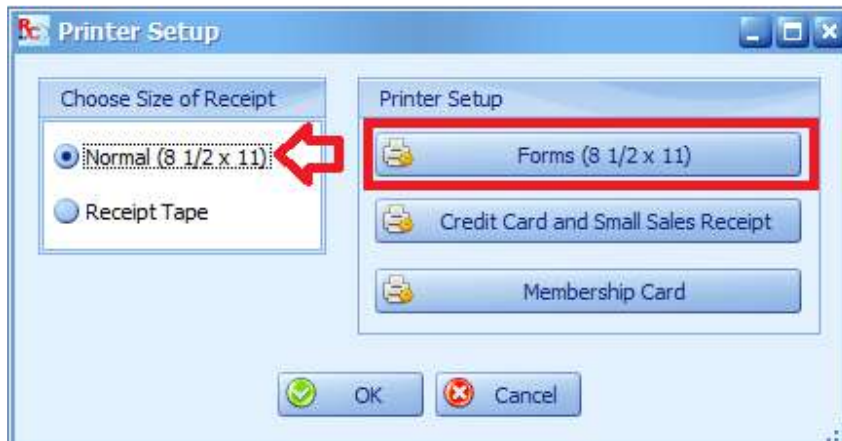 Rc Printer Setup
Choose Size of Receipt
Normal (8 1/2 x 11)
Receipt Tape
Printer Setup
Forms (8 1/2 x 11)
Credit Card and Small Sales Receipt
Membership Card
OK
Cancel